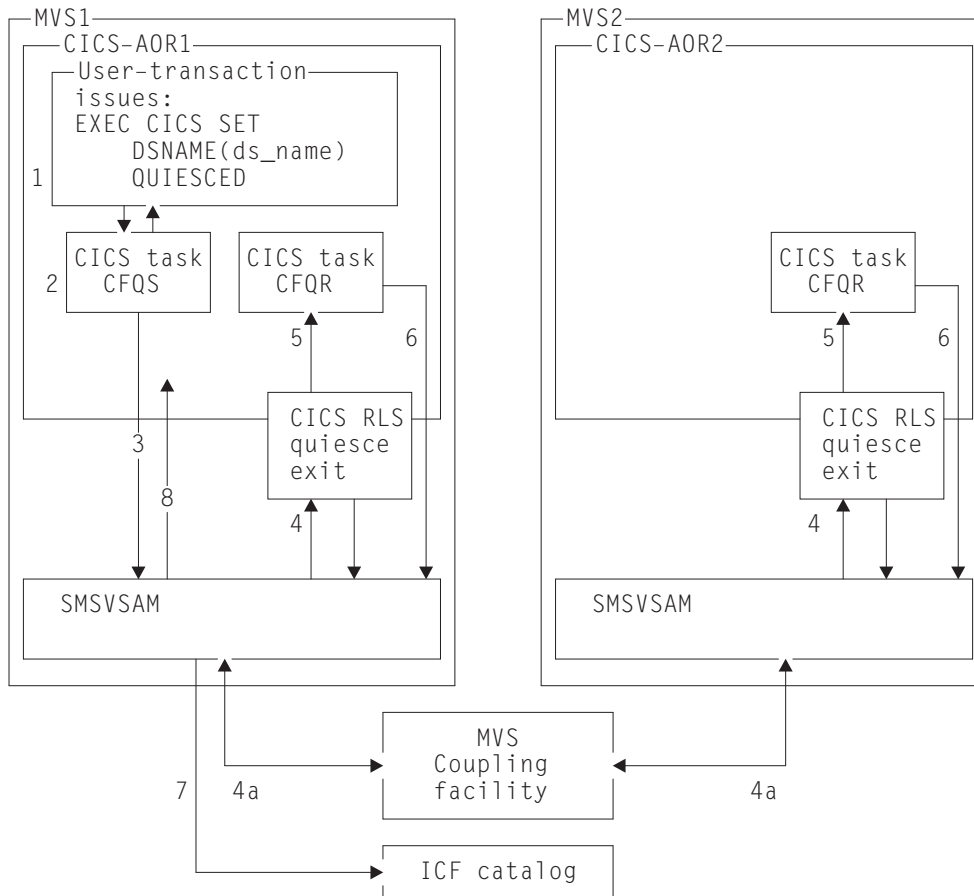 MVS1
CICS-AOR1
User-transaction
issues:
EXEC CICS SET
DSNAME(ds_name)
QUIESCED
1
CICS task
CFQS
2
CICS task
CFQR
5
6
CICS RLS
quiesce
exit
3
8
4
SMSVSAM
MVS2
CICS-AOR2
CICS task
CFQR
5
6
CICS RLS
quiesce
exit
4
SMSVSAM
MVS
Coupling
facility
7
4a
4a
ICF catalog